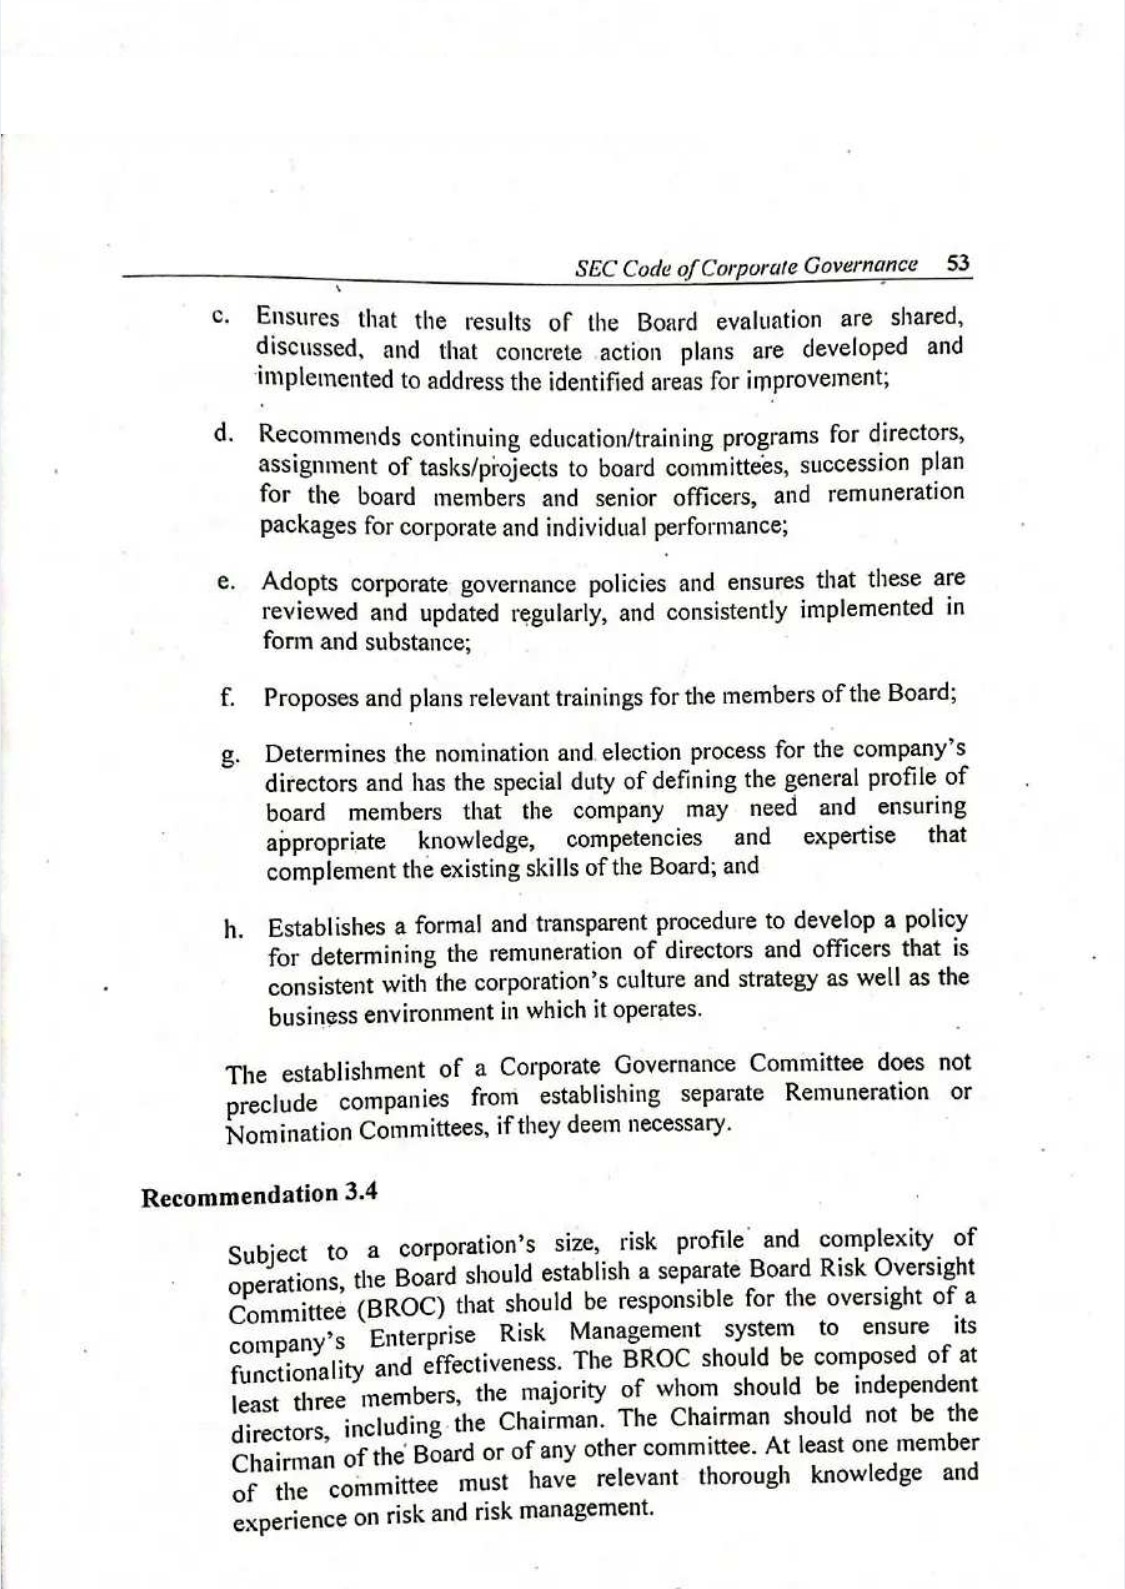 SEC Code of Corporate Governance 53
c. Ensures that the results of the Board evaluation are shared,
discussed, and that concrete action plans are developed and
implemented to address the identified areas for improvement;
d. Recommends continuing education/training programs for directors,
assignment of tasks/projects to board committees, succession plan
for the board members and senior officers, and remuneration
packages for corporate and individual performance;
e. Adopts corporate governance policies and ensures that these are
reviewed and updated regularly, and consistently implemented in
form and substance;
f. Proposes and plans relevant trainings for the members of the Board;
g. Determines the nomination and election process for the company's
directors and has the special duty of defining the general profile of
board members that the company may need and ensuring
appropriate knowledge, competencies and expertise that
complement the existing skills of the Board; and
h. Establishes a formal and transparent procedure to develop a policy
for determining the remuneration of directors and officers that is
consistent with the corporation's culture and strategy as well as the
business environment in which it operates.
The establishment of a Corporate Governance Committee does not
preclude companies from establishing separate Remuneration or
Nomination Committees, if they deem necessary.
Recommendation 3.4
Subject to a corporation's size, risk profile and complexity of
operations, the Board should establish a separate Board Risk Oversight
Committee (BROC) that should be responsible for the oversight of a
company's Enterprise Risk Management system to ensure its
functionality and effectiveness. The BROC should be composed of at
least three members, the majority of whom should be independent
directors, including the Chairman. The Chairman should not be the
Chairman of the Board or of any other committee. At least one member
of the committee must have relevant thorough knowledge and
experience on risk and risk management.